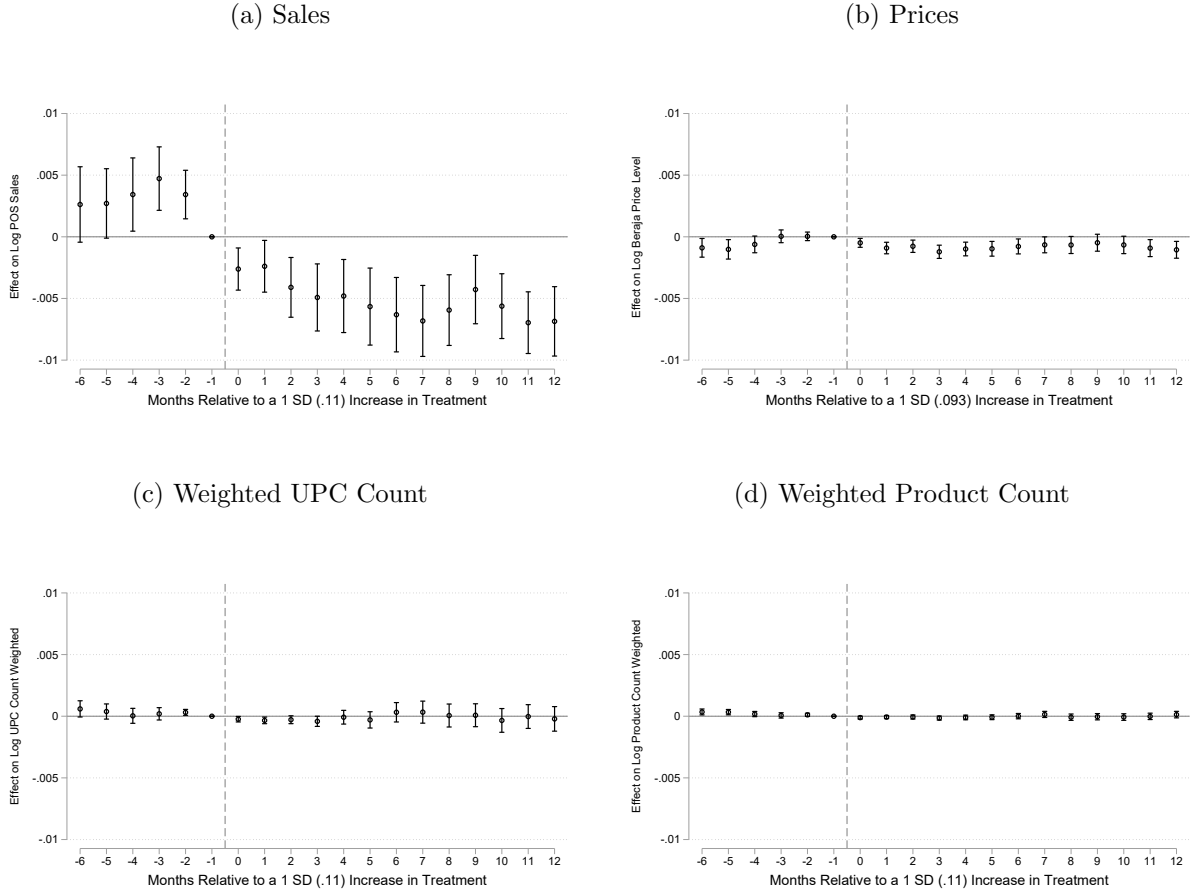 (a) Sales
.01
.005
0
-.005
-.01
Effect on Log POS Sales
-6 -5 -4 -3 -2 -1 0 1 2 3 4 5 6 7 8 9 10 11 12
Months Relative to a 1 SD (.11) Increase in Treatment
(b) Prices
.01
.005
0
-.005
-.01
Effect on Log Beraja Price Level
-6 -5 -4 -3 -2 -1 0 1 2 3 4 5 6 7 8 9 10 11 12
Months Relative to a 1 SD (.093) Increase in Treatment
(c) Weighted UPC Count
.01
.005
0
-.005
-.01
Effect on Log UPC Count Weighted
-6 -5 -4 -3 -2 -1 0 1 2 3 4 5 6 7 8 9 10 11 12
Months Relative to a 1 SD (.11) Increase in Treatment
(d) Weighted Product Count
.01
.005
0
-.005
-.01
Effect on Log Product Count Weighted
-6 -5 -4 -3 -2 -1 0 1 2 3 4 5 6 7 8 9 10 11 12
Months Relative to a 1 SD (.11) Increase in Treatment